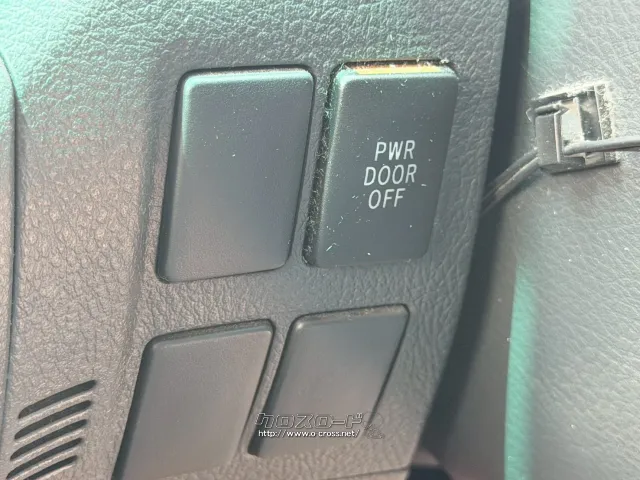 PWR
DOOR
OFF
クロスロード
http://www.o-cross.net/